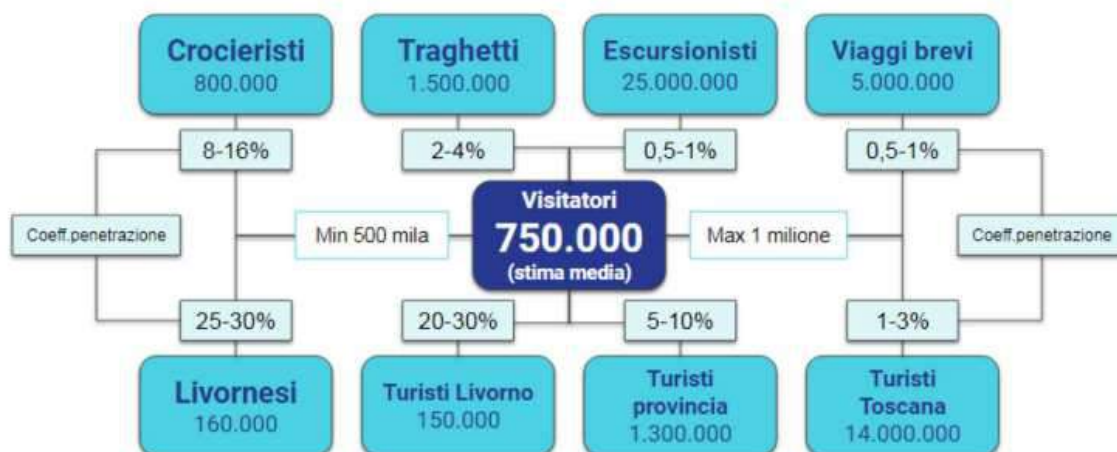 Crocieristi
800.000
Traghetti
1.500.000
Escursionisti
25.000.000
Viaggi brevi
5.000.000
8-16%
2-4%
0,5-1%
0,5-1%
Visitatori
750.000
(stima media)
Coeff.penetrazione
Min 500 mila
Max 1 milione
Coeff.penetrazione
25-30%
20-30%
5-10%
1-3%
Livornesi
160.000
Turisti Livorno
150.000
Turisti
provincia
1.300.000
Turisti
Toscana
14.000.000